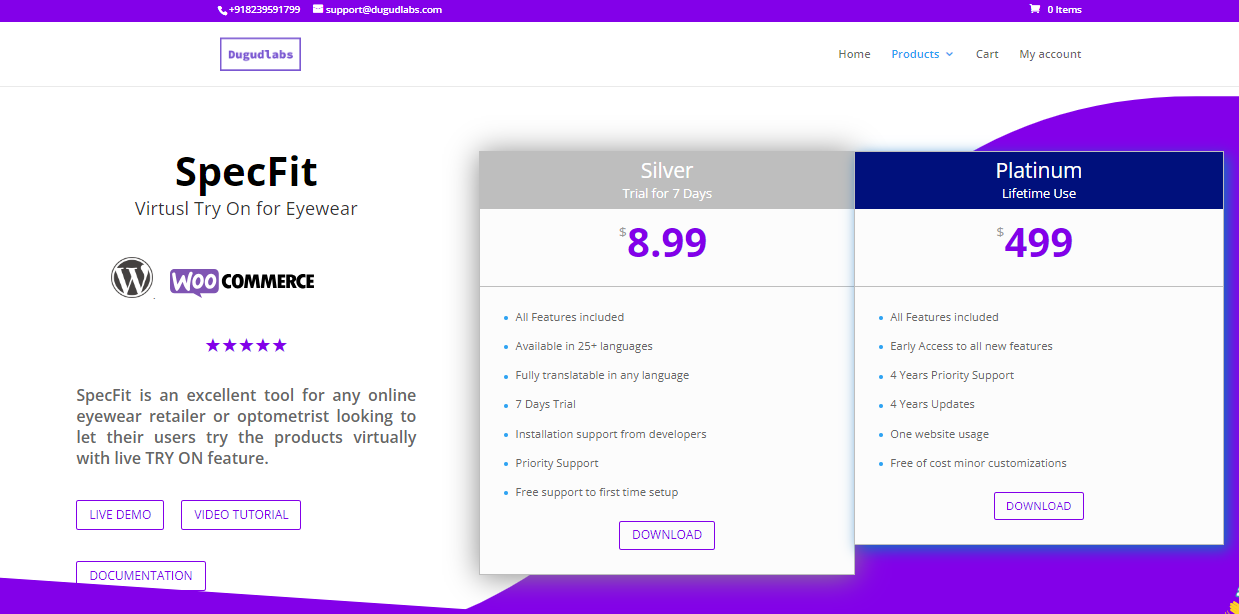 +918239591799 support@dugudlabs.com 0 Items
Dugudlabs
Home Products Cart My account
SpecFit
Virtusl Try On for Eyewear
WOO COMMERCE
SpecFit is an excellent tool for any online
eyewear retailer or optometrist looking to
let their users try the products virtually
with live TRY ON feature.
LIVE DEMO VIDEO TUTORIAL
DOCUMENTATION
Silver
Trial for 7 Days
$8.99
All Features included
Available in 25+ languages
Fully translatable in any language
7 Days Trial
Installation support from developers
Priority Support
Free support to first time setup
DOWNLOAD
Platinum
Lifetime Use
$499
All Features included
Early Access to all new features
4 Years Priority Support
4 Years Updates
One website usage
Free of cost minor customizations
DOWNLOAD